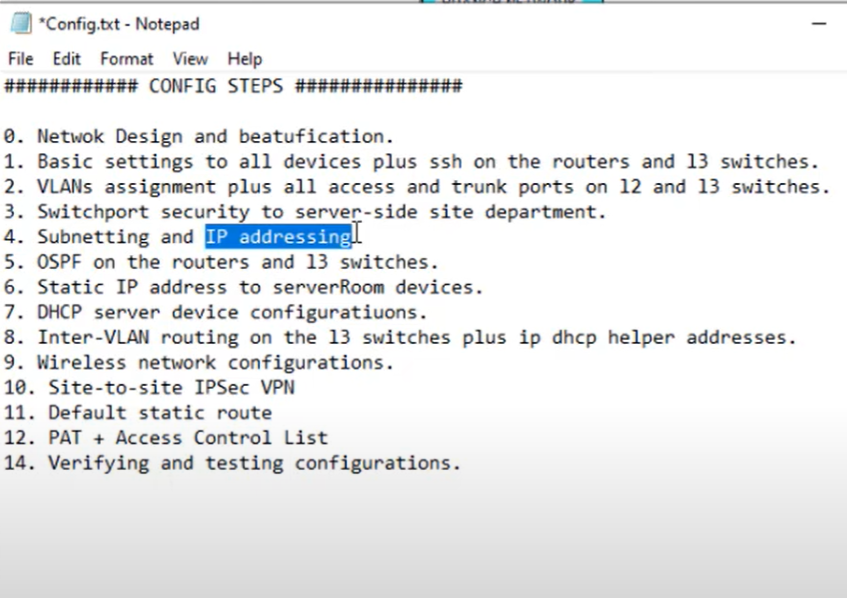 *Config.txt - Notepad
File Edit Format View Help
############ CONFIG STEPS ###############
0. Netwok Design and beatufication.
1. Basic settings to all devices plus ssh on the routers and l3 switches.
2. VLANs assignment plus all access and trunk ports on l2 and l3 switches.
3. Switchport security to server-side site department.
4. Subnetting and IP addressing
5. OSPF on the routers and l3 switches.
6. Static IP address to serverRoom devices.
7. DHCP server device configuratiuons.
8. Inter-VLAN routing on the l3 switches plus ip dhcp helper addresses.
9. Wireless network configurations.
10. Site-to-site IPSec VPN
11. Default static route
12. PAT + Access Control List
14. Verifying and testing configurations.